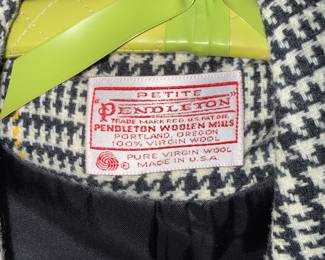 PETITE
"PENDLETON"
TRADE MARK REG. U.S. PAT. OFF.
PENDLETON WOOLEN MILLS
PORTLAND, OREGON
100% VIRGIN WOOL
PURE VIRGIN WOOL
MADE IN U.S.A.